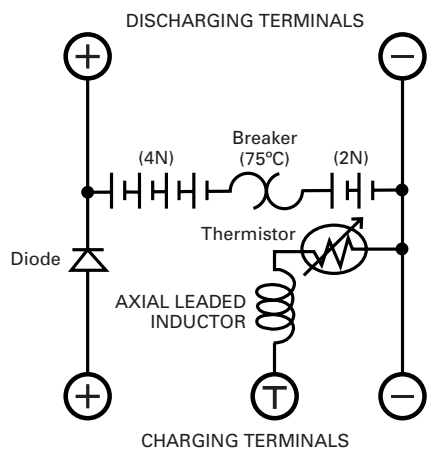 DISCHARGING TERMINALS
+
−
Breaker
(4N)
(75°C)
(2N)
Thermistor
Diode
AXIAL LEADED
INDUCTOR
+
T
−
CHARGING TERMINALS